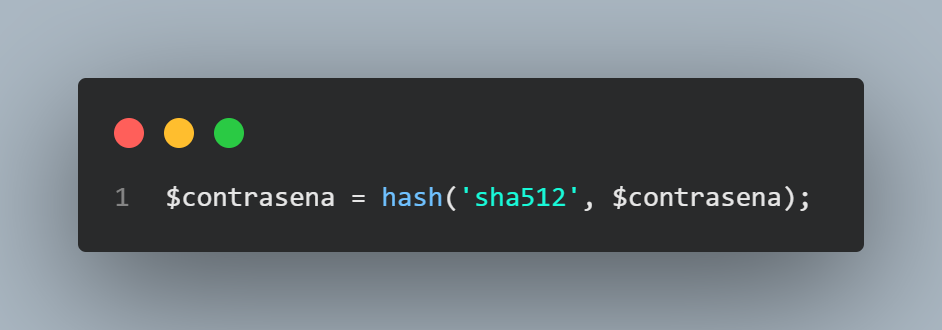 1 $contrasena = hash('sha512', $contrasena);